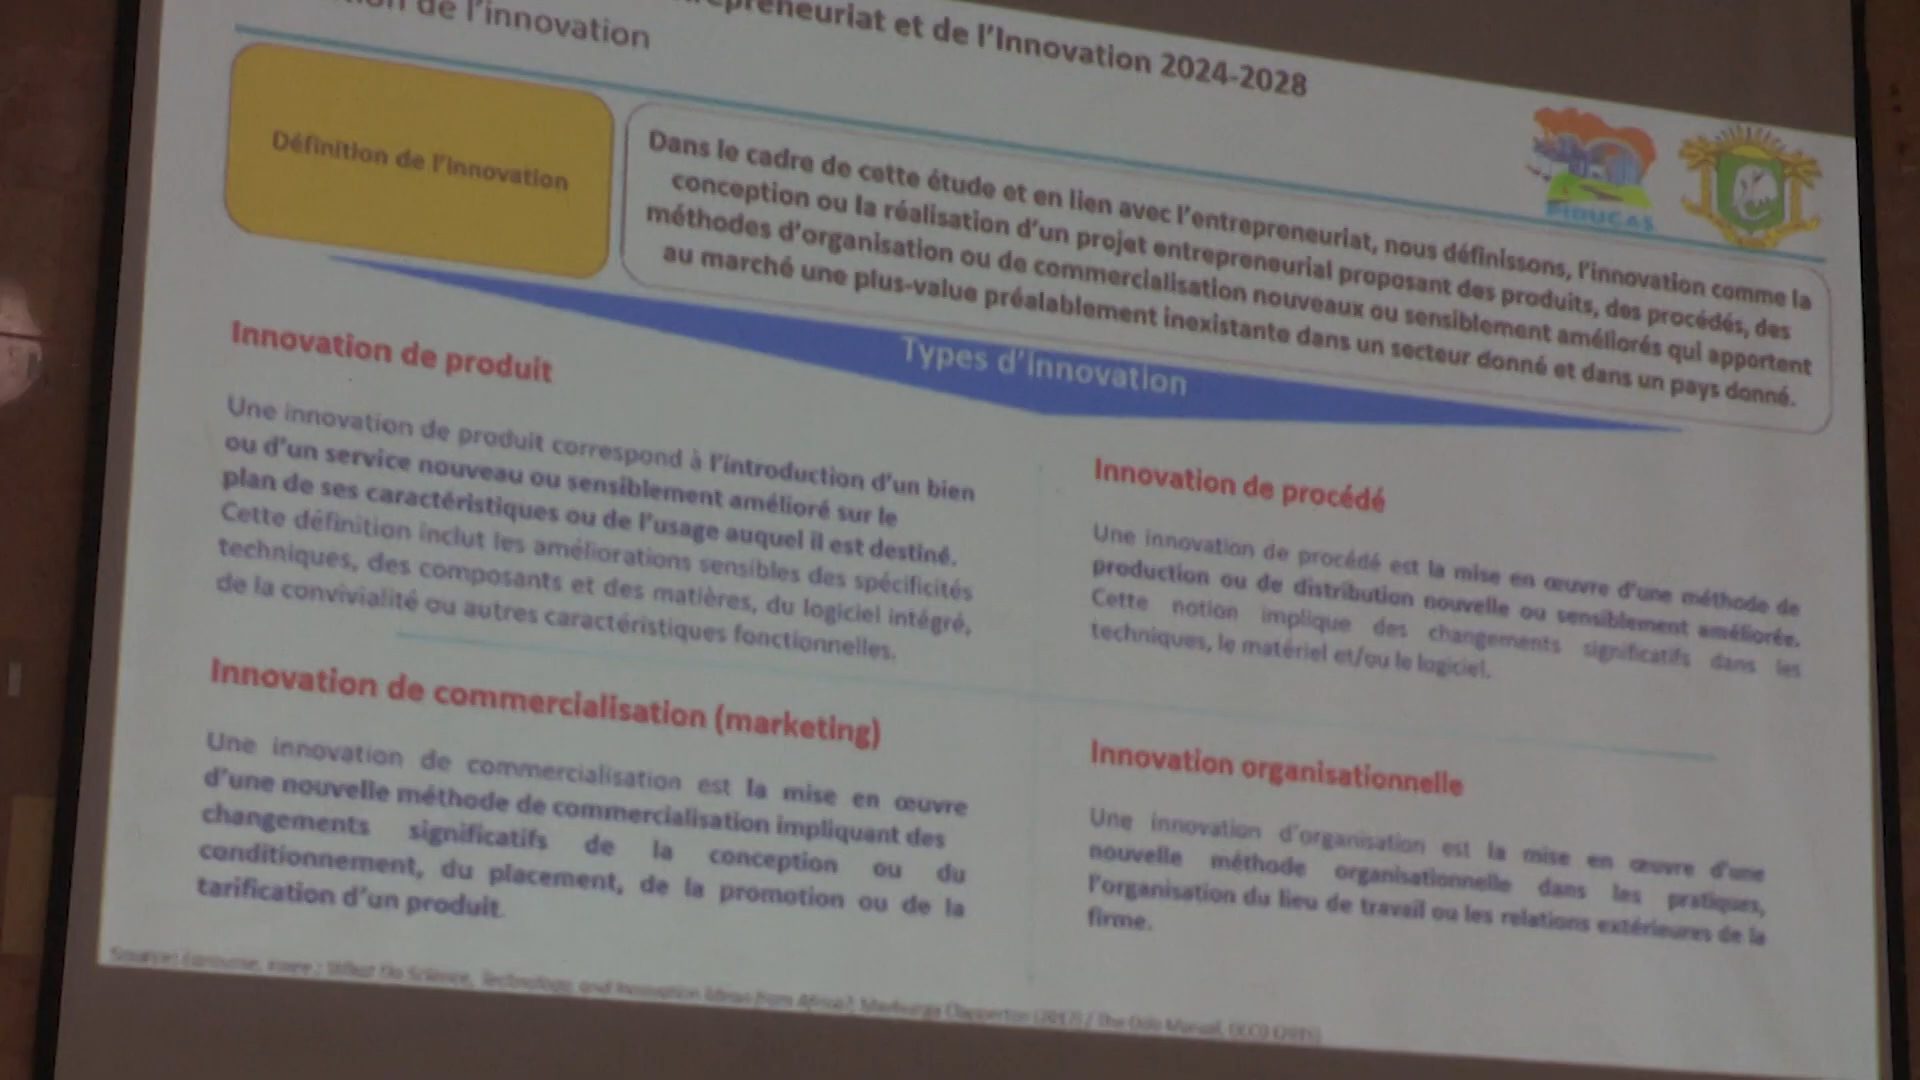 et de l'Innovation 2024-2028
de l'innovation
Définition de l'Innovation
Dans le cadre de cette étude et en lien avec l'entrepreneuriat, nous définissons, l'innovation comme la
conception ou la réalisation d'un projet entrepreneurial proposant des produits, des procédés, des
méthodes d'organisation ou de commercialisation nouveaux ou sensiblement améliorés qui apportent
au marché une plus-value préalablement inexistante dans un secteur donné et dans un pays donné.
Types d'innovation
Innovation de produit
Une innovation de produit correspond à l'introduction d'un bien
ou d'un service nouveau ou sensiblement amélioré sur le
plan de ses caractéristiques ou de l'usage auquel il est destiné.
Cette définition inclut les améliorations sensibles des spécificités
techniques, des composants et des matières, du logiciel intégré,
de la convivialité ou autres caractéristiques fonctionnelles.
Innovation de procédé
Une innovation de procédé est la mise en œuvre d'une méthode de
production ou de distribution nouvelle ou sensiblement améliorée.
Cette notion implique des changements significatifs dans les
techniques, le matériel et/ou le logiciel.
Innovation de commercialisation (marketing)
Une innovation de commercialisation est la mise en œuvre
d'une nouvelle méthode de commercialisation impliquant des
changements significatifs de la conception ou du
conditionnement, du placement, de la promotion ou de la
tarification d'un produit.
Innovation organisationnelle
Une innovation d'organisation est la mise en œuvre d'une
nouvelle méthode organisationnelle dans les pratiques,
l'organisation du lieu de travail ou les relations extérieures de la
firme.
Science, Technology, and Innovation from